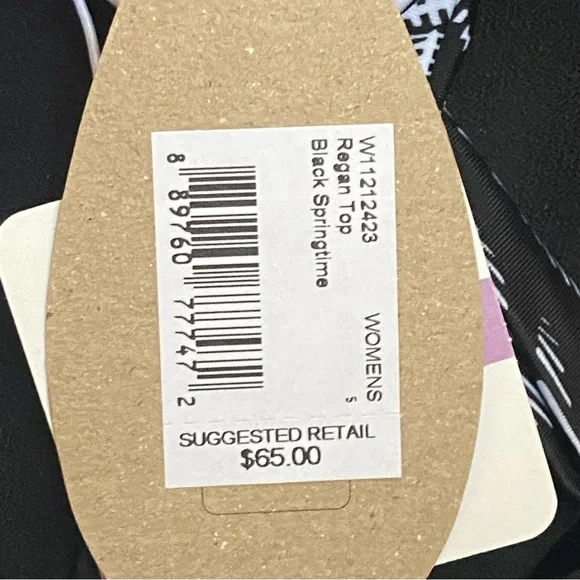 W11212423 WOMENS
Regan Top S
Black Springtime
8 89760 77747 2
SUGGESTED RETAIL
$65.00